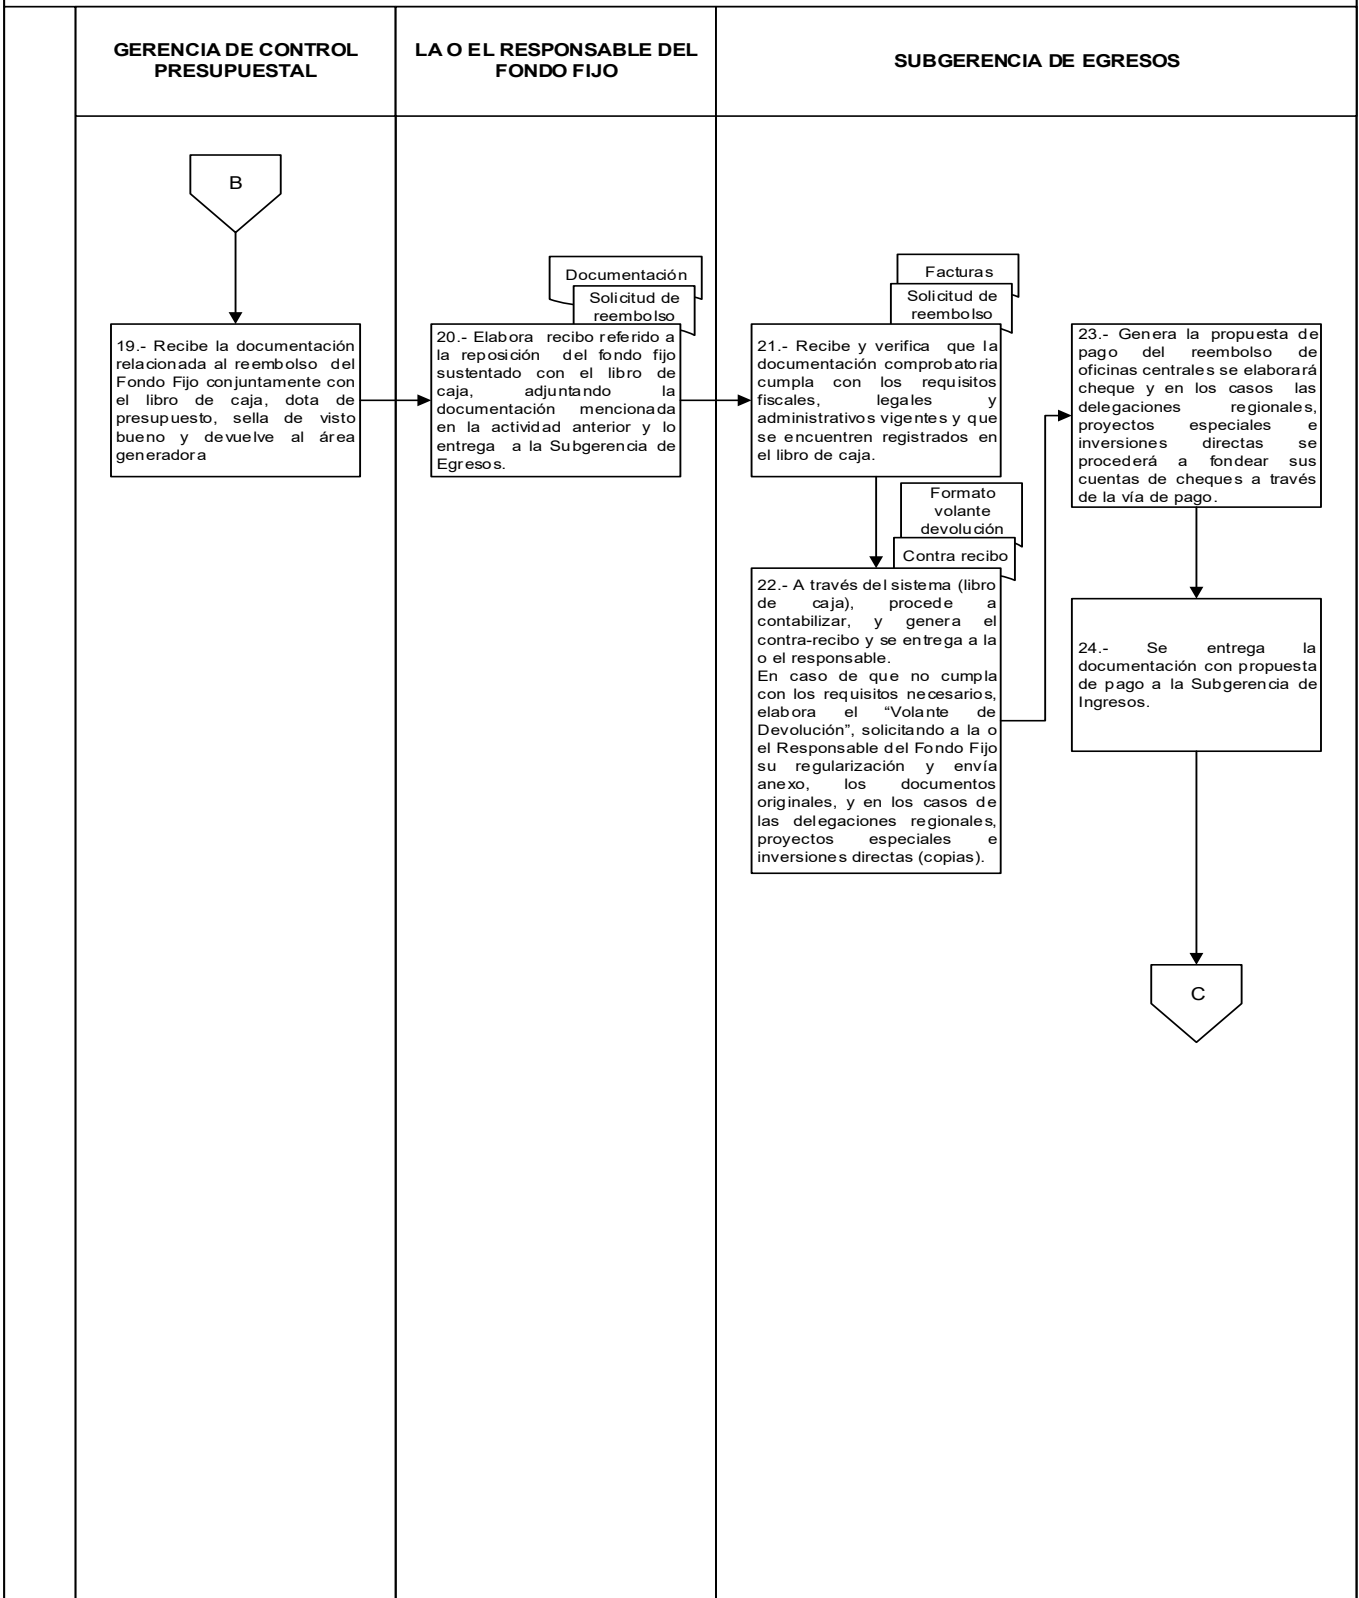 GERENCIA DE CONTROL
PRESUPUESTAL
LA O EL RESPONSABLE DEL
FONDO FIJO
SUBGERENCIA DE EGRESOS
B
19.- Recibe la documentación
relacionada al reembolso del
Fondo Fijo conjuntamente con
el libro de caja, dota de
presupuesto, sella de visto
bueno y devuelve al área
generadora
Documentación
Solicitud de
reembolso
20.- Elabora recibo referido a
la reposición del fondo fijo
sustentado con el libro de
caja, adjuntando la
documentación mencionada
en la actividad anterior y lo
entrega a la Subgerencia de
Egresos.
Facturas
Solicitud de
reembolso
21.- Recibe y verifica que la
documentación comprobatoria
cumpla con los requisitos
fiscales, legales y
administrativos vigentes y que
se encuentren registrados en
el libro de caja.
Formato
volante
devolución
Contra recibo
22.- A través del sistema (libro
de caja), procede a
contabilizar, y genera el
contra-recibo y se entrega a la
o el responsable.
En caso de que no cumpla
con los requisitos necesarios,
elabora el “Volante de
Devolución”, solicitando a la o
el Responsable del Fondo Fijo
su regularización y envía
anexo, los documentos
originales, y en los casos de
las delegaciones regionales,
proyectos especiales e
inversiones directas (copias).
23.- Genera la propuesta de
pago del reembolso de
oficinas centrales se elaborará
cheque y en los casos las
delegaciones regionales,
proyectos especiales e
inversiones directas se
procederá a fondear sus
cuentas de cheques a través
de la vía de pago.
24.- Se entrega la
documentación con propuesta
de pago a la Subgerencia de
Ingresos.
C